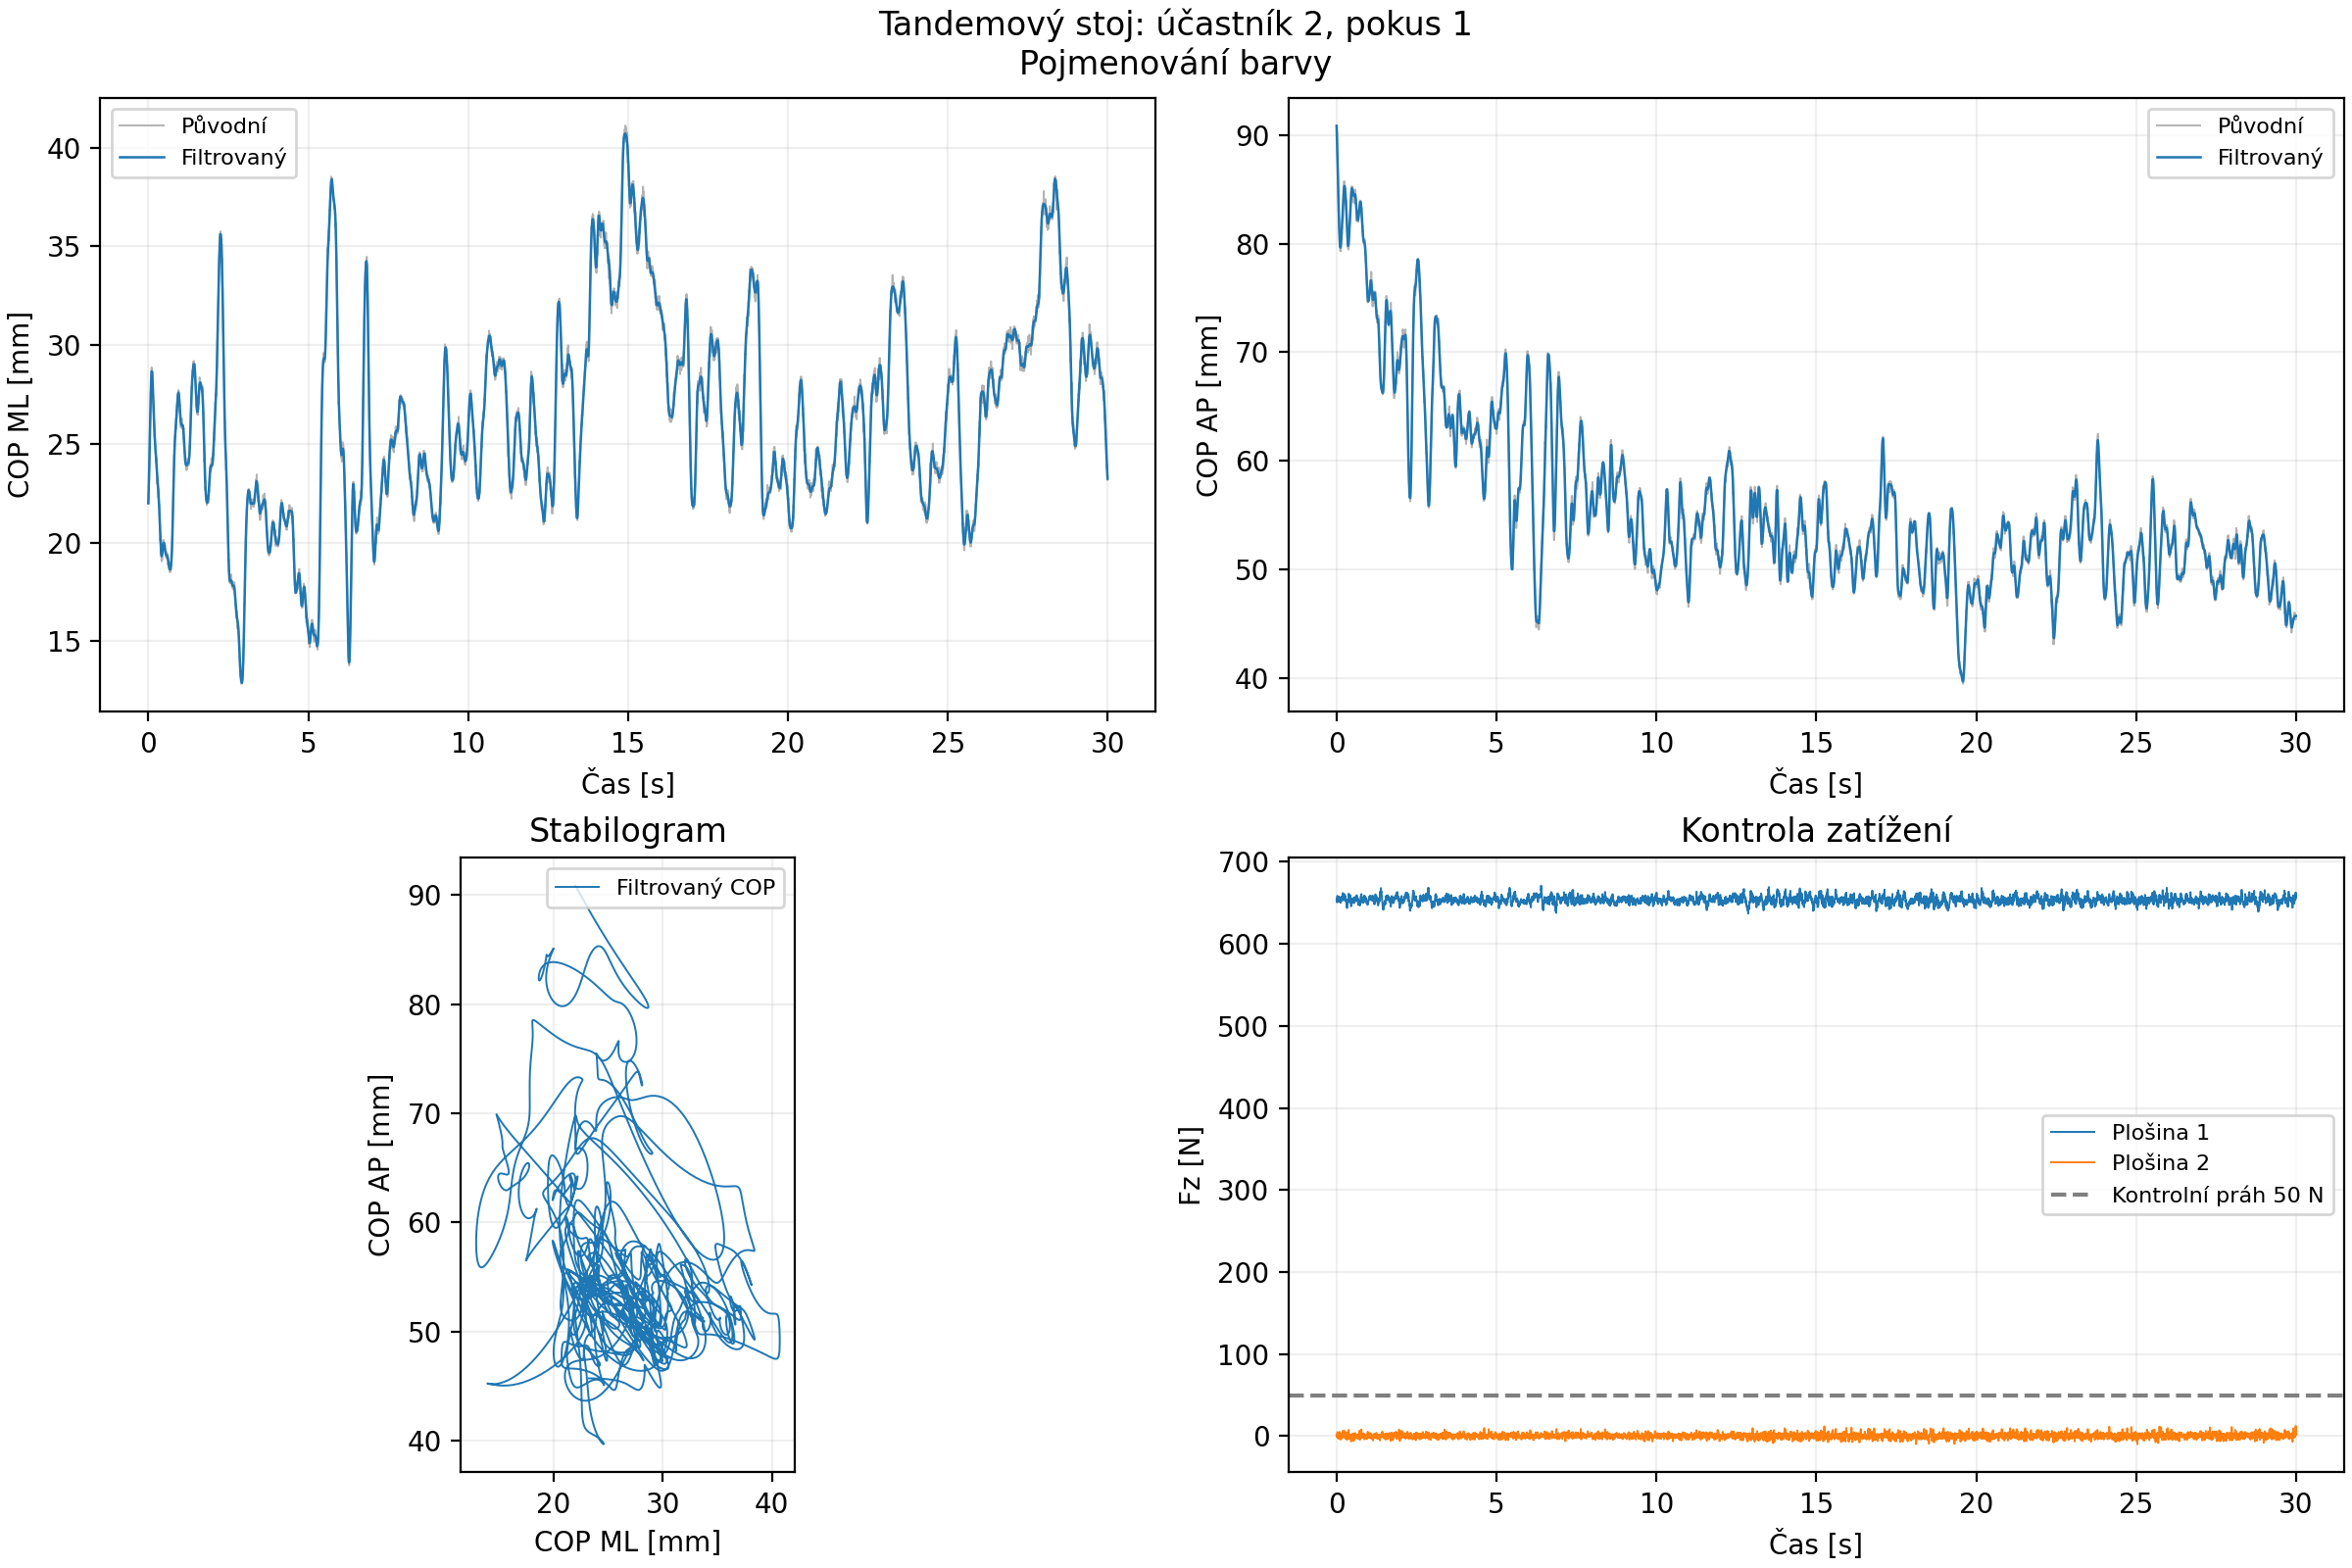 Tandemový stoj: účastník 2, pokus 1
Pojmenování barvy
Původní
Filtrovaný
COP ML [mm]
40
35
30
25
20
15
0 5 10 15 20 25 30
Čas [s]
Původní
Filtrovaný
COP AP [mm]
90
80
70
60
50
40
0 5 10 15 20 25 30
Čas [s]
Stabilogram
Filtrovaný COP
COP AP [mm]
90
80
70
60
50
40
20 30 40
COP ML [mm]
Kontrola zatížení
Fz [N]
700
600
500
400
300
200
100
0
Plošina 1
Plošina 2
Kontrolní práh 50 N
0 5 10 15 20 25 30
Čas [s]